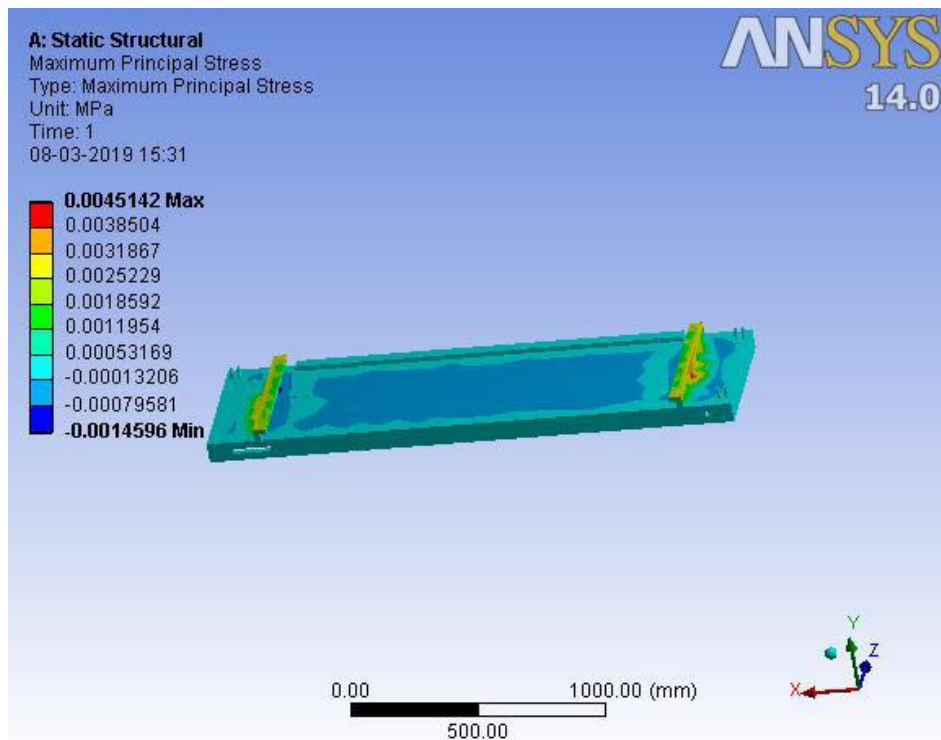 A: Static Structural
Maximum Principal Stress
Type: Maximum Principal Stress
Unit: MPa
Time: 1
08-03-2019 15:31
ANSYS
14.0
0.0045142 Max
0.0038504
0.0031867
0.0025229
0.0018592
0.0011954
0.00053169
-0.00013206
-0.00079581
-0.0014596 Min
Y
Z
X
0.00 1000.00 (mm)
500.00